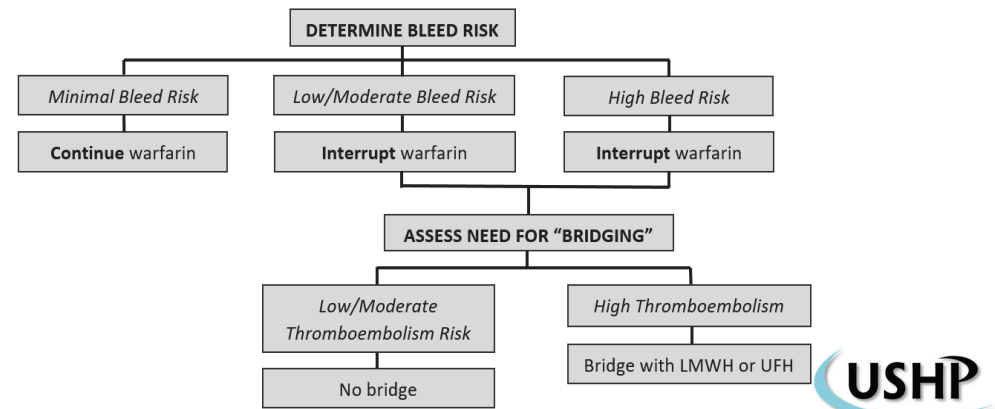 DETERMINE BLEED RISK
Minimal Bleed Risk
Low/Moderate Bleed Risk
High Bleed Risk
Continue warfarin
Interrupt warfarin
Interrupt warfarin
ASSESS NEED FOR “BRIDGING”
Low/Moderate
Thromboembolism Risk
High Thromboembolism
Bridge with LMWH or UFH
No bridge
USHP